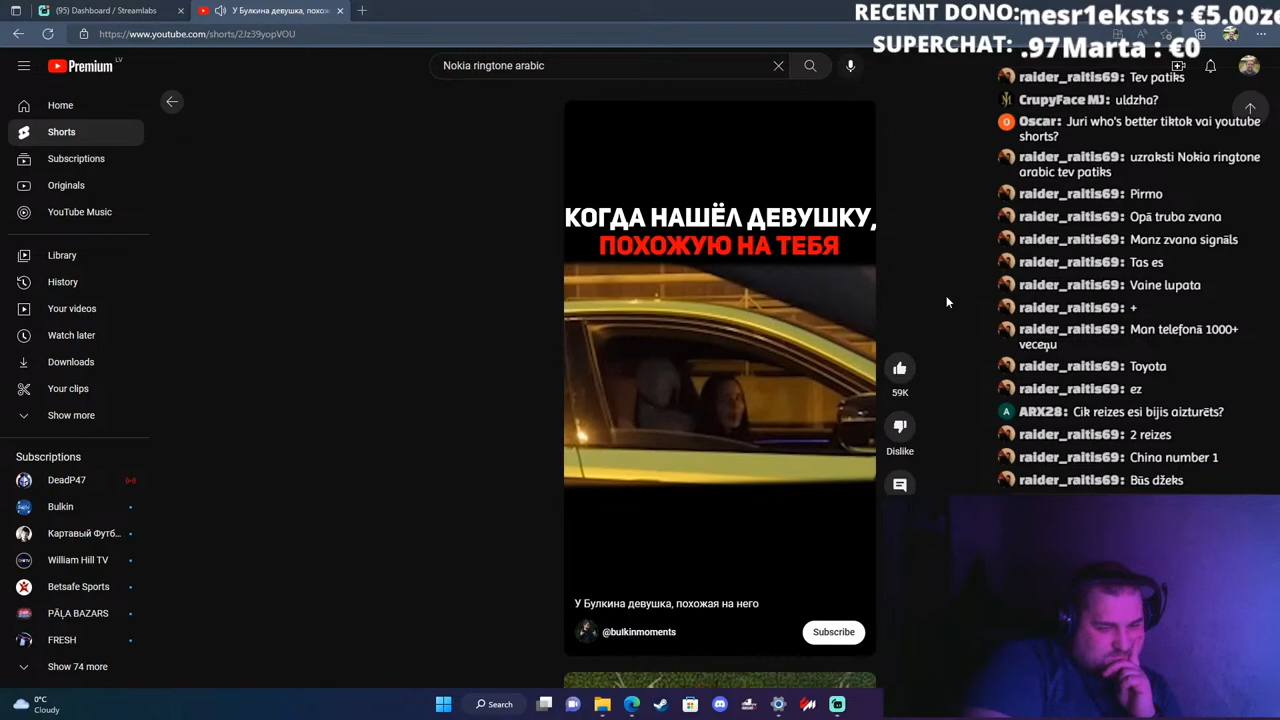 (95) Dashboard / Streamlabs
У Булкина девушка, похож
https://www.youtube.com/shorts/2Jz39yopVOU
RECENT DONO:
mesr1eksts : €5.00
SUPERCHAT:
.97Marta : €0
Premium
LV
Nokia ringtone arabic
Home
Shorts
Subscriptions
Originals
YouTube Music
Library
History
Your videos
Watch later
Downloads
Your clips
Show more
Subscriptions
DeadP47
Bulkin
Картавый Футб...
William Hill TV
Betsafe Sports
PĀĻA BAZARS
FRESH
Show 74 more
КОГДА НАШЁЛ ДЕВУШКУ,
ПОХОЖУЮ НА ТЕБЯ
59K
Dislike
У Булкина девушка, похожая на него
@bulkinmoments
Subscribe
raider_raitis69: Tev patiks
CrupyFace MJ: uldzha?
Oscar: Juri who's better tiktok vai youtube
shorts?
raider_raitis69: uzraksti Nokia ringtone
arabic tev patiks
raider_raitis69: Pirmo
raider_raitis69: Opā truba zvana
raider_raitis69: Manz zvana signāls
raider_raitis69: Tas es
raider_raitis69: Vaine lupata
raider_raitis69: +
raider_raitis69: Man telefonā 1000+
veceņu
raider_raitis69: Toyota
raider_raitis69: ez
ARX28: Cik reizes esi bijis aizturēts?
raider_raitis69: 2 reizes
raider_raitis69: China number 1
raider_raitis69: Būs džeks
0°C
Cloudy
Search